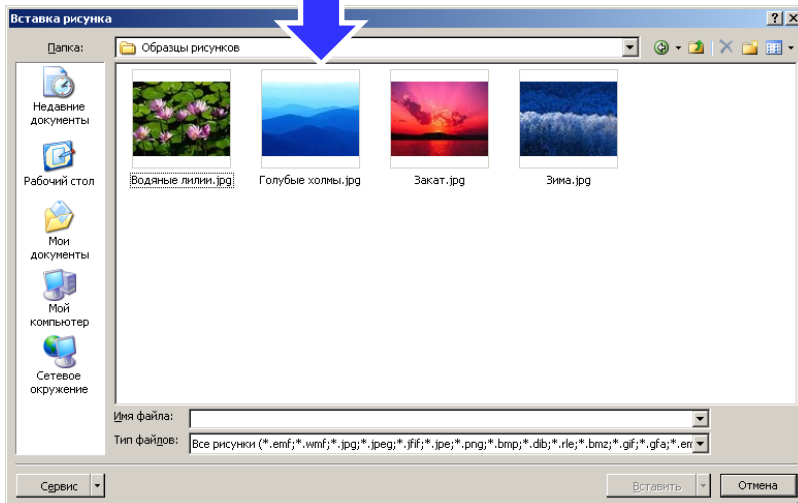 Вставка рисунка
Папка:
Образцы рисунков
Недавние
документы
Рабочий стол
Мои
документы
Мой
компьютер
Сетевое
окружение
Водяные лилии.jpg
Голубые холмы.jpg
Закат.jpg
Зима.jpg
Имя файла:
Тип файлов:
Все рисунки (*.emf;*.wmf;*.jpg;*.jpeg;*.jfif;*.jpe;*.png;*.bmp;*.dib;*.rle;*.bmz;*.gif;*.gfa;*.em
Сервис
Вставить
Отмена